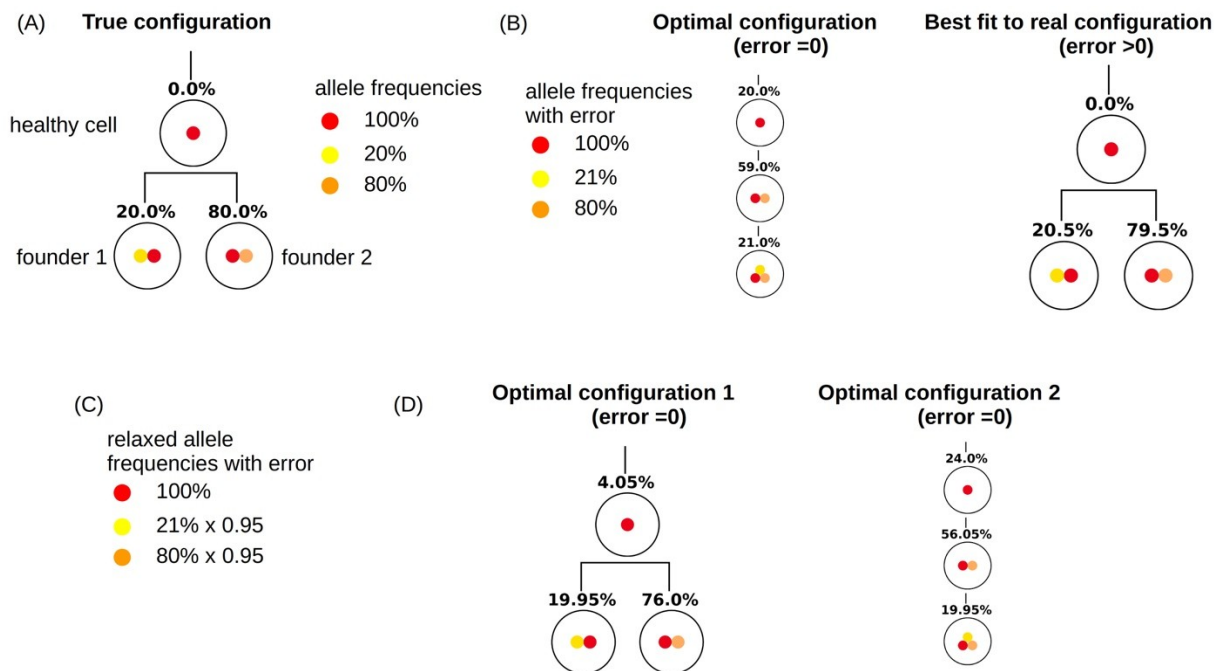 (A)
True configuration
0.0%
healthy cell
20.0%
80.0%
founder 1
founder 2
allele frequencies
100%
20%
80%
(B)
allele frequencies
with error
100%
21%
80%
Optimal configuration
(error =0)
20.0%
59.0%
21.0%
Best fit to real configuration
(error >0)
0.0%
20.5%
79.5%
(C)
relaxed allele
frequencies with error
100%
21% x 0.95
80% x 0.95
(D)
Optimal configuration 1
(error =0)
4.05%
19.95%
76.0%
Optimal configuration 2
(error =0)
24.0%
56.05%
19.95%